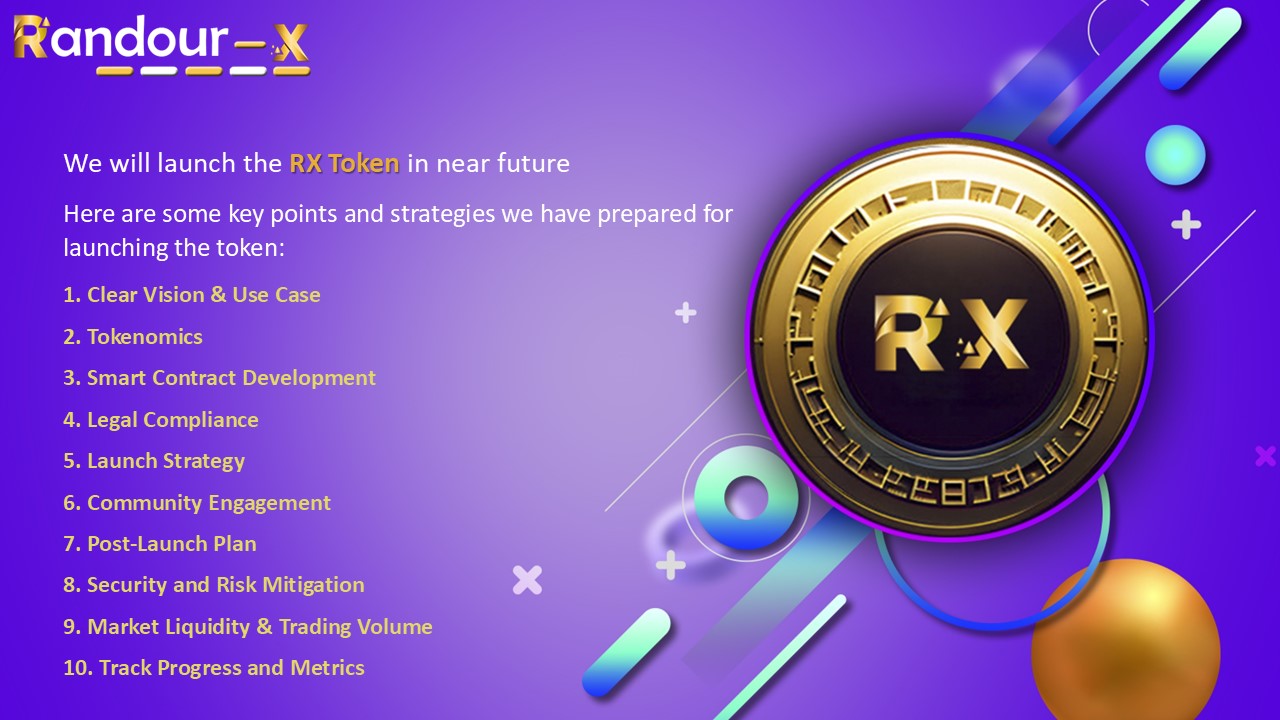 Randour-X
We will launch the RX Token in near future
Here are some key points and strategies we have prepared for
launching the token:
1. Clear Vision & Use Case
2. Tokenomics
3. Smart Contract Development
4. Legal Compliance
5. Launch Strategy
6. Community Engagement
7. Post-Launch Plan
8. Security and Risk Mitigation
9. Market Liquidity & Trading Volume
10. Track Progress and Metrics
RX